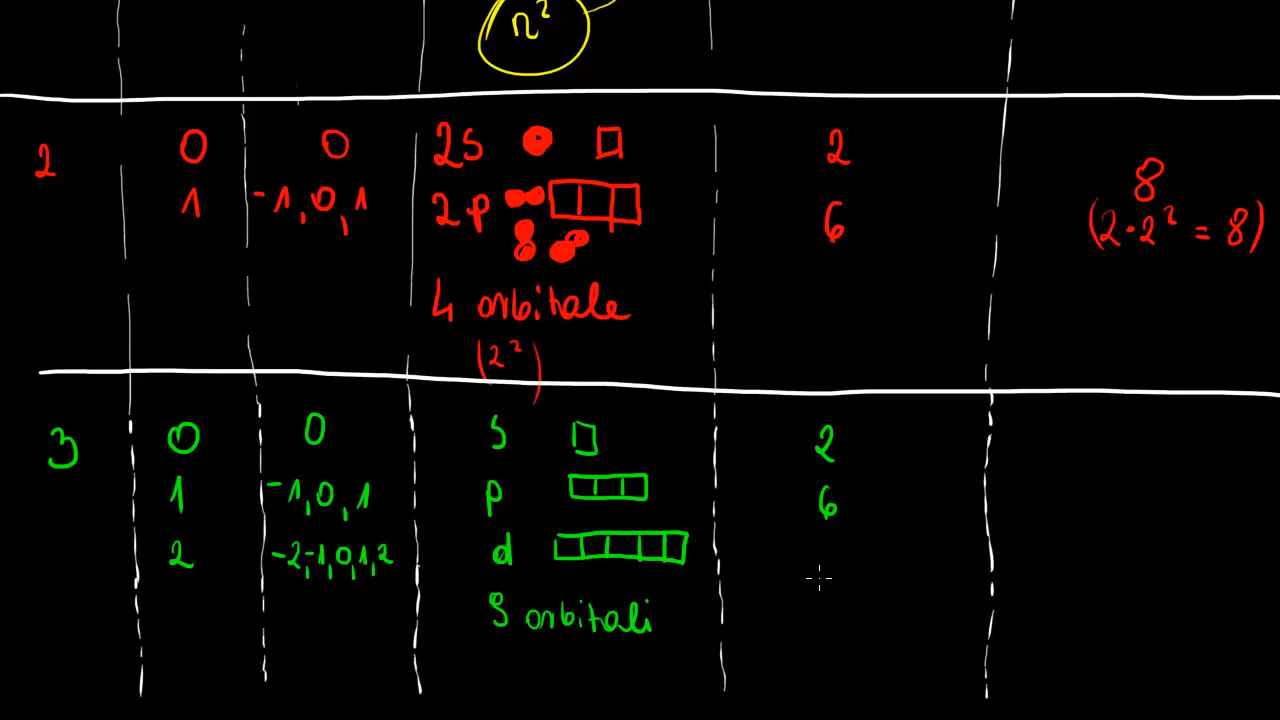 n²
2 0 0 2s 2
1 -1, 0, 1 2p 6 8
(2·2² = 8)
4 orbitale
(2²)
3 0 0 s 2
1 -1, 0, 1 p 6
2 -2, -1, 0, 1, 2 d
9 orbitali